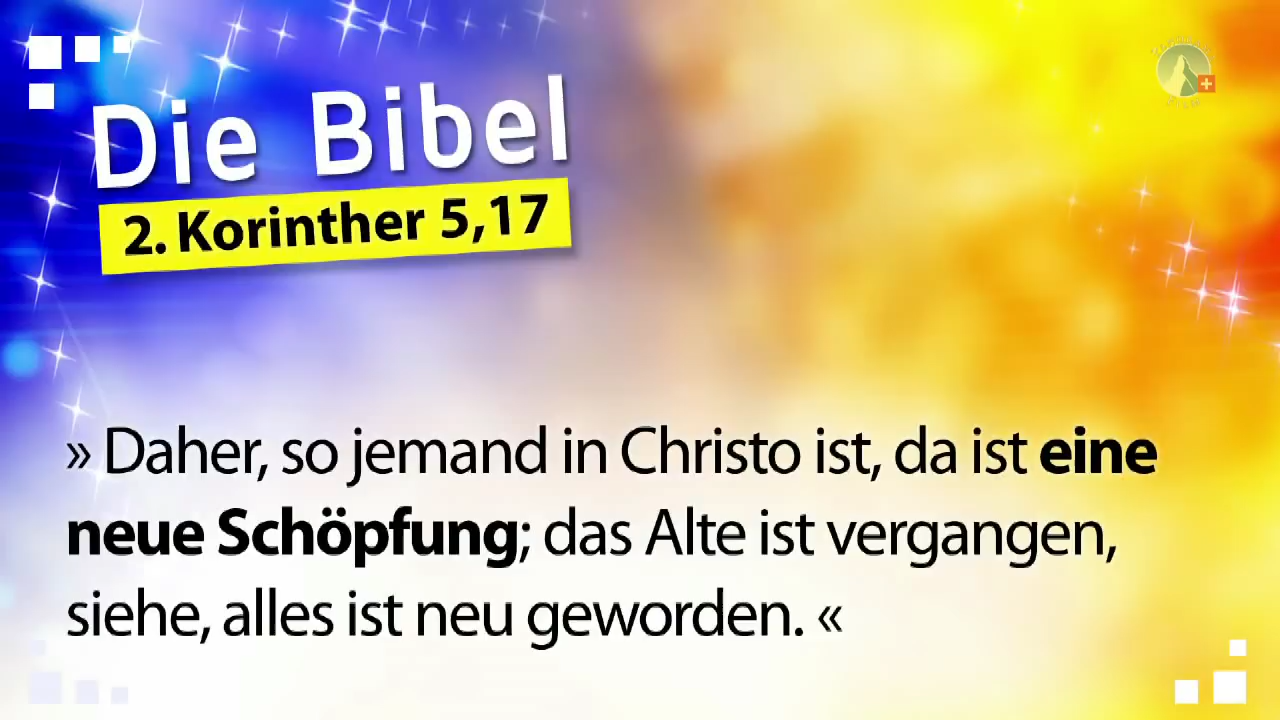 Die Bibel
2. Korinther 5,17
» Daher, so jemand in Christo ist, da ist eine
neue Schöpfung; das Alte ist vergangen,
siehe, alles ist neu geworden. «